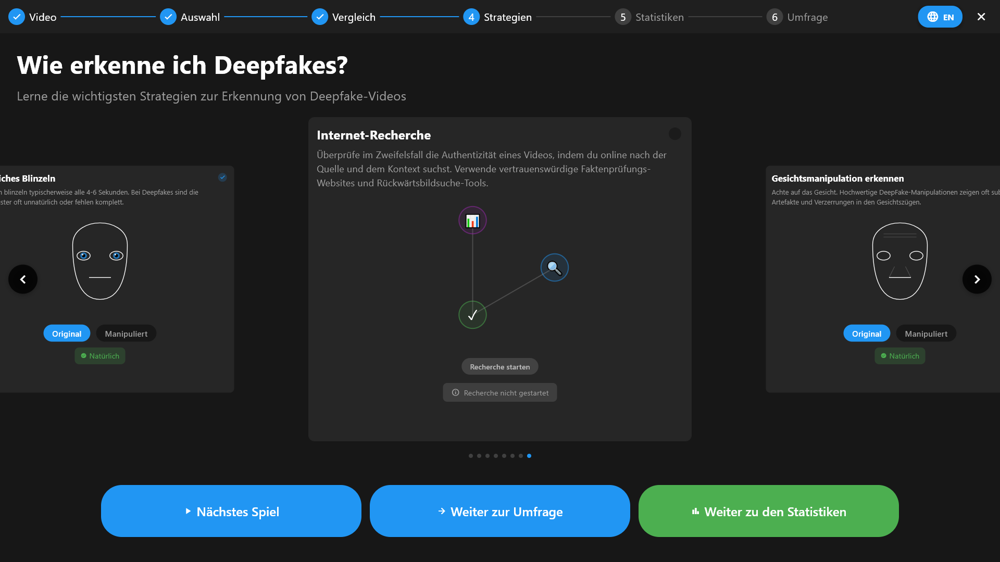 Video
Auswahl
Vergleich
4 Strategien
5 Statistiken
6 Umfrage
EN
Wie erkenne ich Deepfakes?
Lerne die wichtigsten Strategien zur Erkennung von Deepfake-Videos
Blinzeln
blinzeln typischerweise alle 4-6 Sekunden. Bei Deepfakes sind die
oft unnatürlich oder fehlen komplett.
Original
Manipuliert
Natürlich
Internet-Recherche
Überprüfe im Zweifelsfall die Authentizität eines Videos, indem du online nach der
Quelle und dem Kontext suchst. Verwende vertrauenswürdige Faktenprüfungs-
Websites und Rückwärtsbildsuche-Tools.
Recherche starten
Recherche nicht gestartet
Gesichtsmanipulation erkennen
Achte auf das Gesicht. Hochwertige DeepFake-Manipulationen zeigen oft
Artefakte und Verzerrungen in den Gesichtszügen.
Original
Manipuliert
Natürlich
Nächstes Spiel
Weiter zur Umfrage
Weiter zu den Statistiken